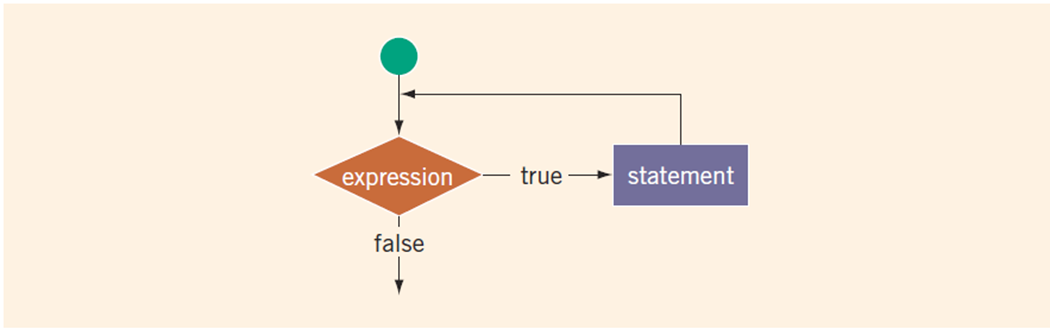 expression
true
statement
false